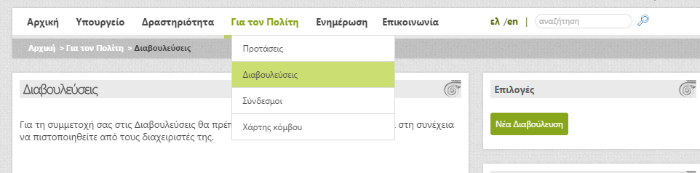 Αρχική Υπουργείο Δραστηριότητα Για τον Πολίτη Ενημέρωση Επικοινωνία ελ /en | αναζήτηση
Αρχική > Για τον Πολίτη > Διαβουλεύσεις
Προτάσεις
Διαβουλεύσεις
Σύνδεσμοι
Χάρτης κόμβου
Διαβουλεύσεις
Για τη συμμετοχή σας στις Διαβουλεύσεις θα στη συνέχεια
να πιστοποιηθείτε από τους διαχειριστές της.
Επιλογές
Νέα Διαβούλευση